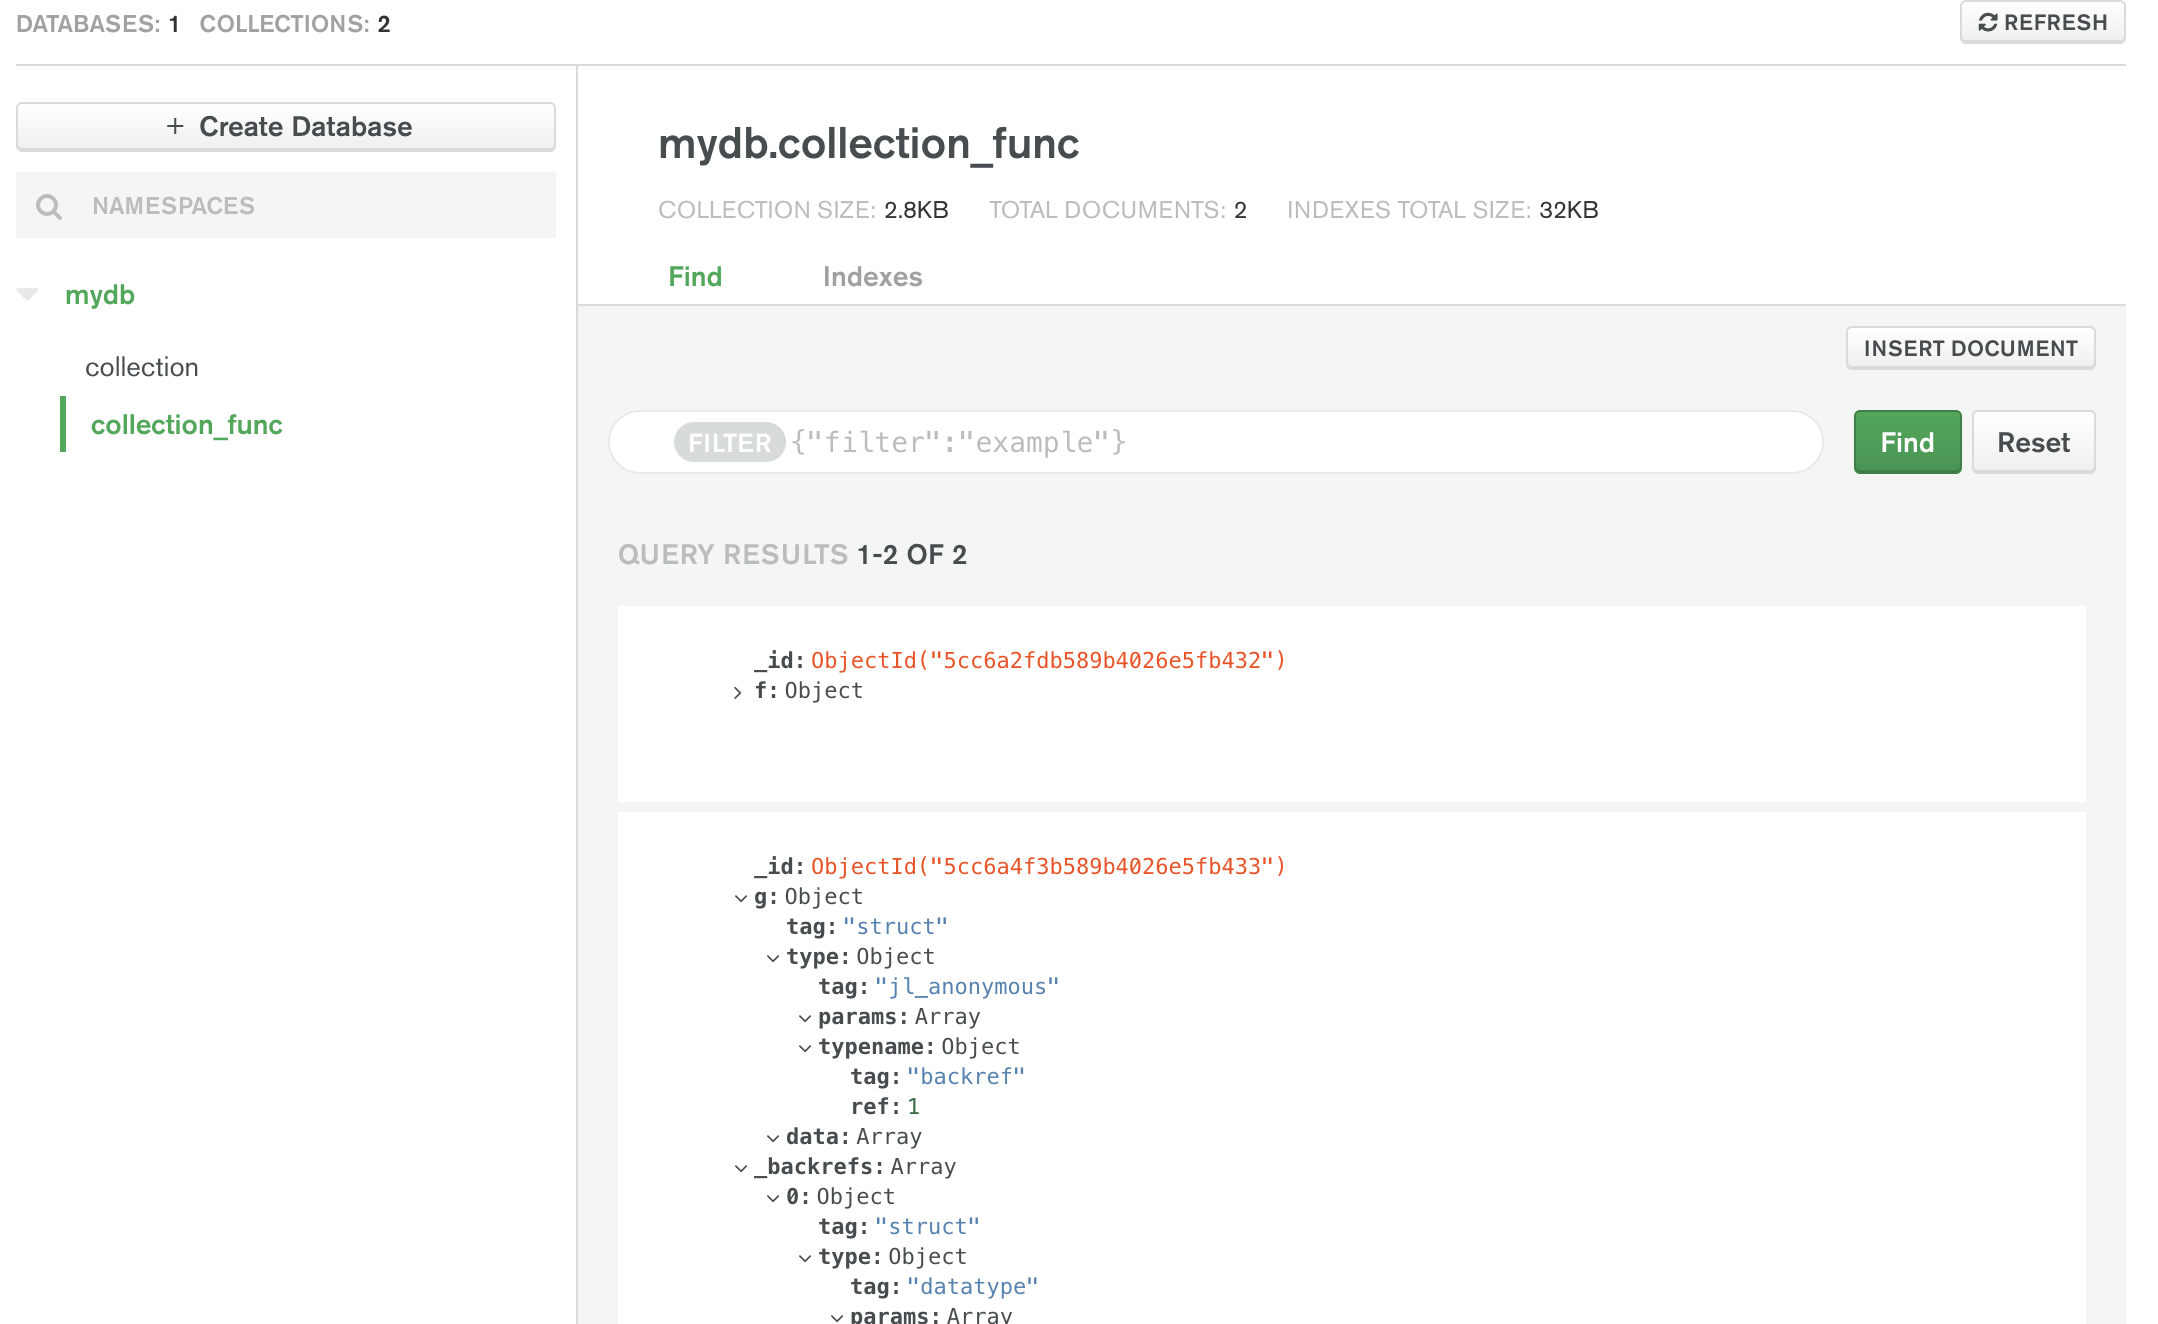 DATABASES: 1 COLLECTIONS: 2
REFRESH
+ Create Database
NAMESPACES
mydb
collection
collection_func
mydb.collection_func
COLLECTION SIZE: 2.8KB TOTAL DOCUMENTS: 2 INDEXES TOTAL SIZE: 32KB
Find Indexes
INSERT DOCUMENT
FILTER {"filter":"example"}
Find Reset
QUERY RESULTS 1-2 OF 2
_id: ObjectId("5cc6a2fdb589b4026e5fb432")
f: Object
_id: ObjectId("5cc6a4f3b589b4026e5fb433")
g: Object
tag: "struct"
type: Object
tag: "jl_anonymous"
params: Array
typename: Object
tag: "backref"
ref: 1
data: Array
_backrefs: Array
0: Object
tag: "struct"
type: Object
tag: "datatype"
params: Array